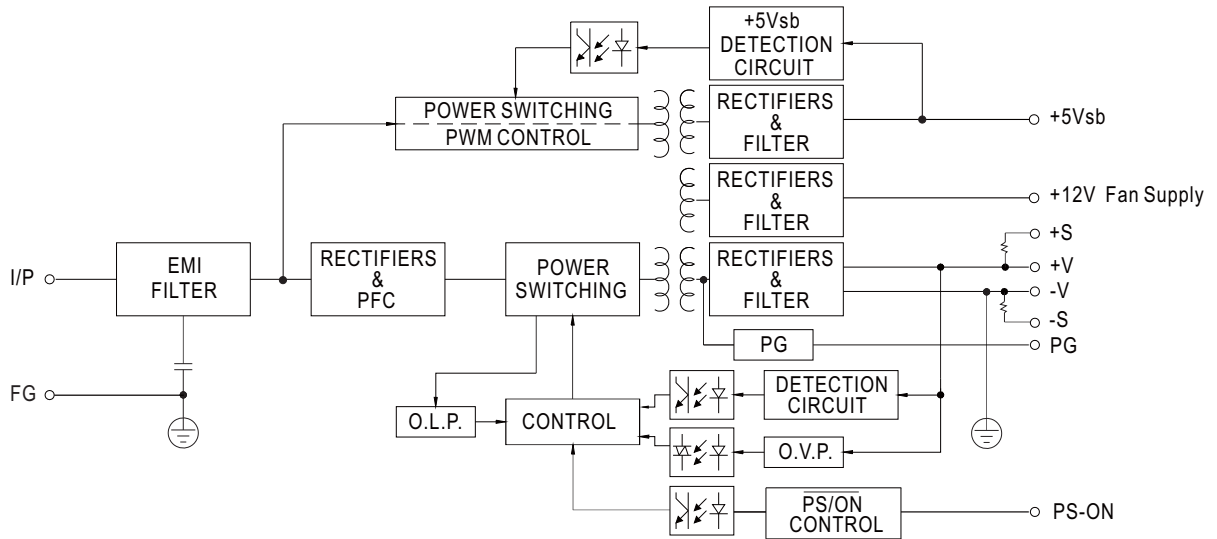 +5Vsb
DETECTION
CIRCUIT
POWER SWITCHING
PWM CONTROL
RECTIFIERS
&
FILTER
+5Vsb
RECTIFIERS
&
FILTER
+12V Fan Supply
I/P
EMI
FILTER
RECTIFIERS
&
PFC
POWER
SWITCHING
RECTIFIERS
&
FILTER
+S
+V
-V
-S
PG
PG
FG
O.L.P.
CONTROL
DETECTION
CIRCUIT
O.V.P.
PS/ON
CONTROL
PS-ON